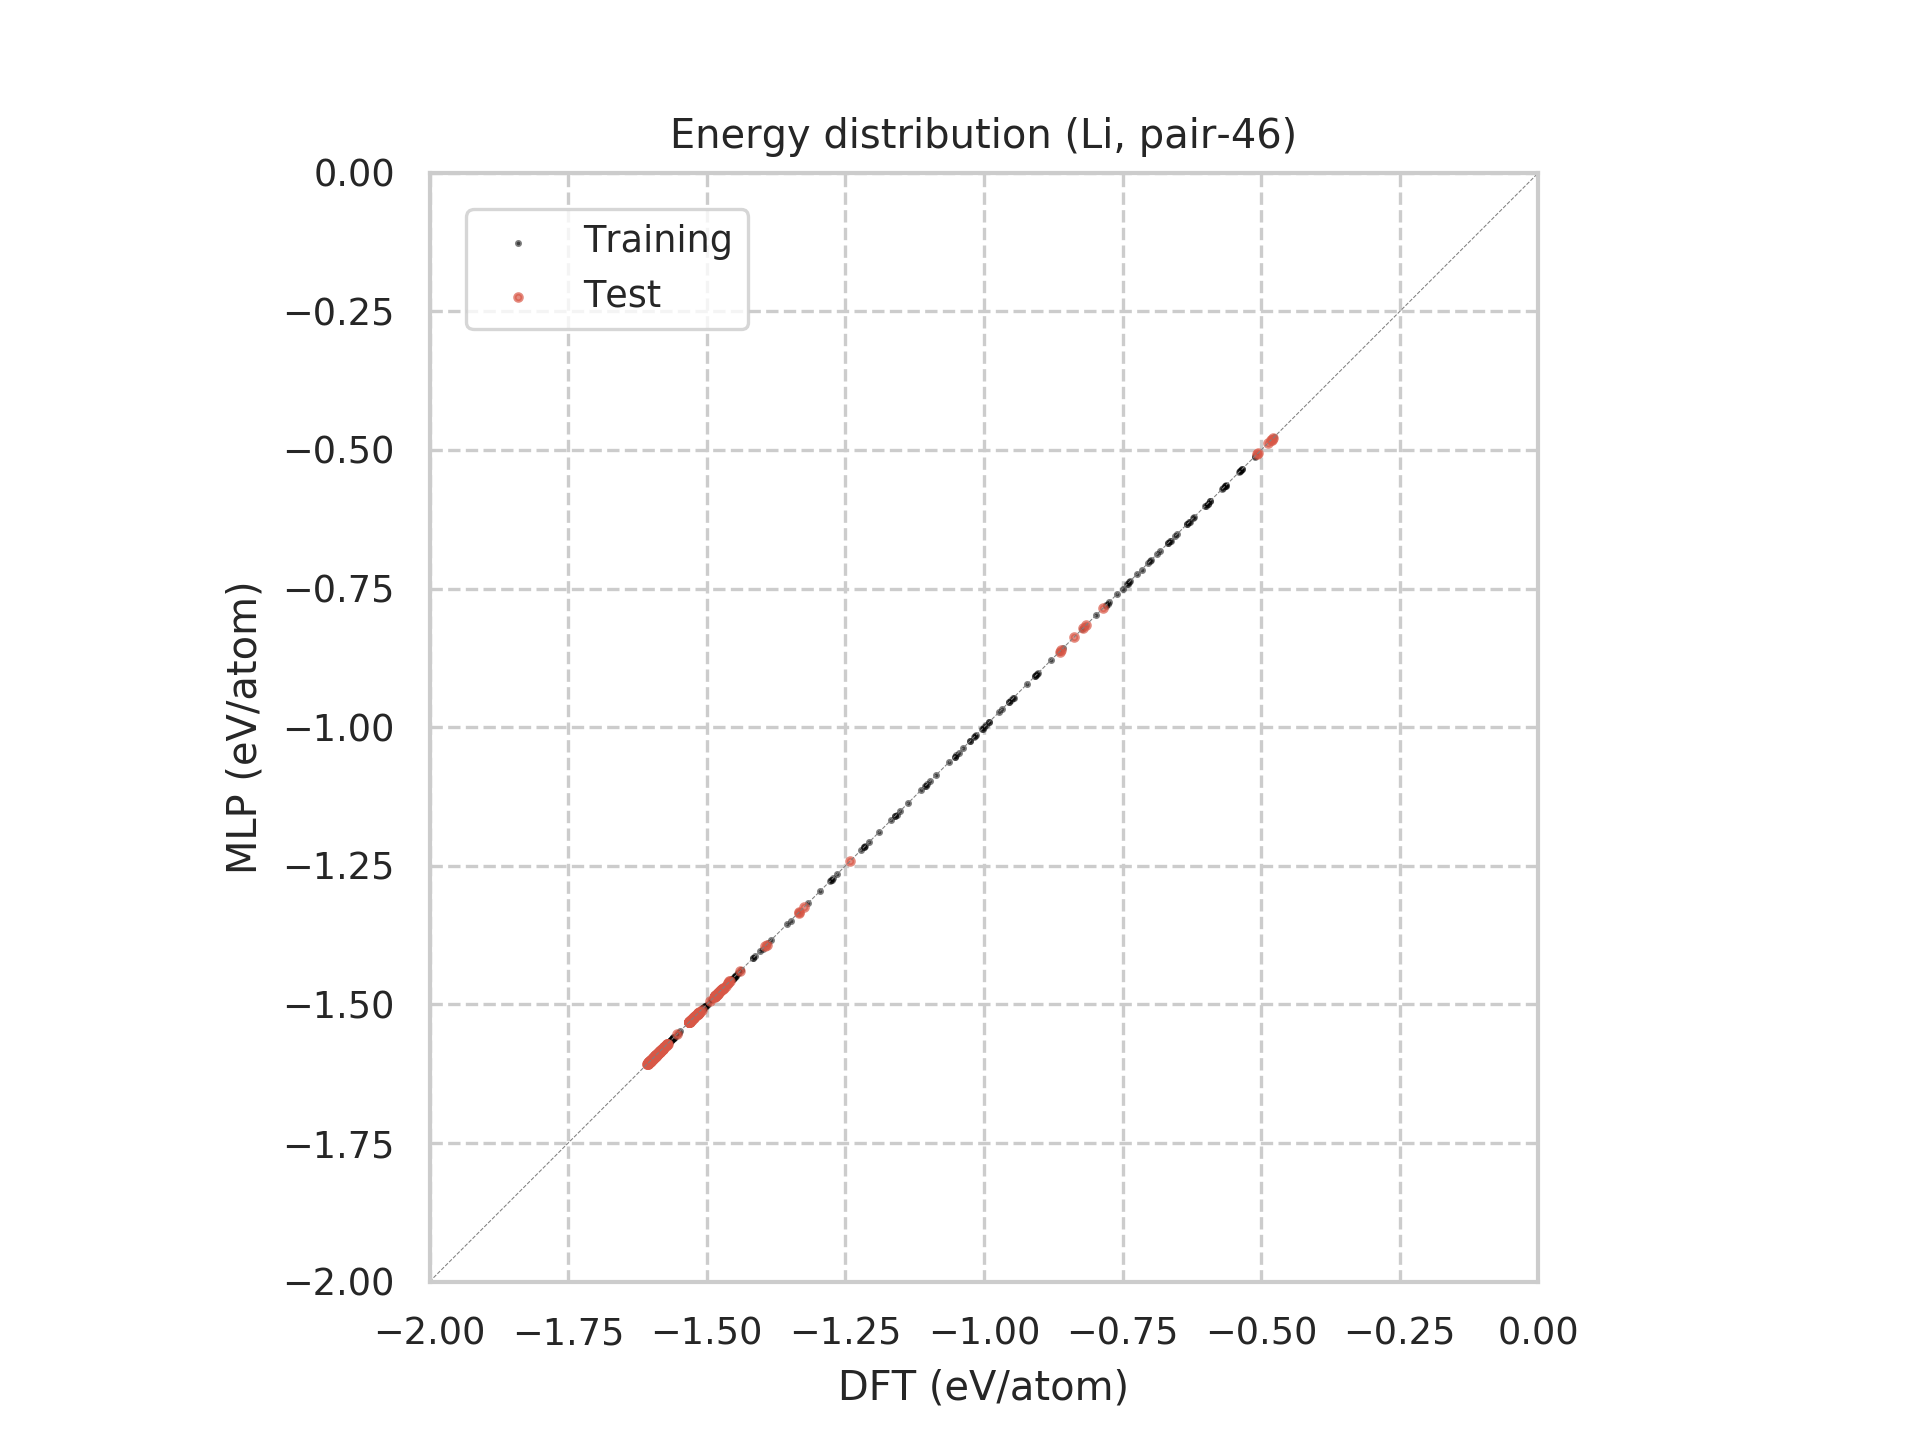 Energy distribution (Li, pair-46)
0.00
−0.25
−0.50
−0.75
−1.00
−1.25
−1.50
−1.75
−2.00
MLP (eV/atom)
Training
Test
−2.00 −1.75 −1.50 −1.25 −1.00 −0.75 −0.50 −0.25 0.00
DFT (eV/atom)